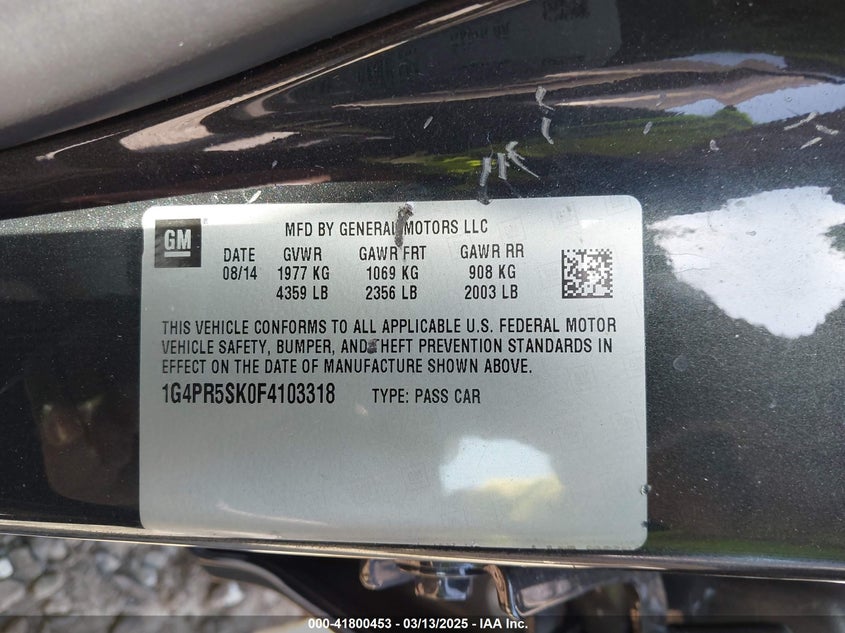 GM
MFD BY GENERAL MOTORS LLC
DATE GVWR GAWR FRT GAWR RR
08/14 1977 KG 1069 KG 908 KG
4359 LB 2356 LB 2003 LB
THIS VEHICLE CONFORMS TO ALL APPLICABLE U.S. FEDERAL MOTOR
VEHICLE SAFETY, BUMPER, AND THEFT PREVENTION STANDARDS IN
EFFECT ON THE DATE OF MANUFACTURE SHOWN ABOVE.
1G4PR5SK0F4103318 TYPE: PASS CAR
000-41800453 - 03/13/2025 - IAA Inc.